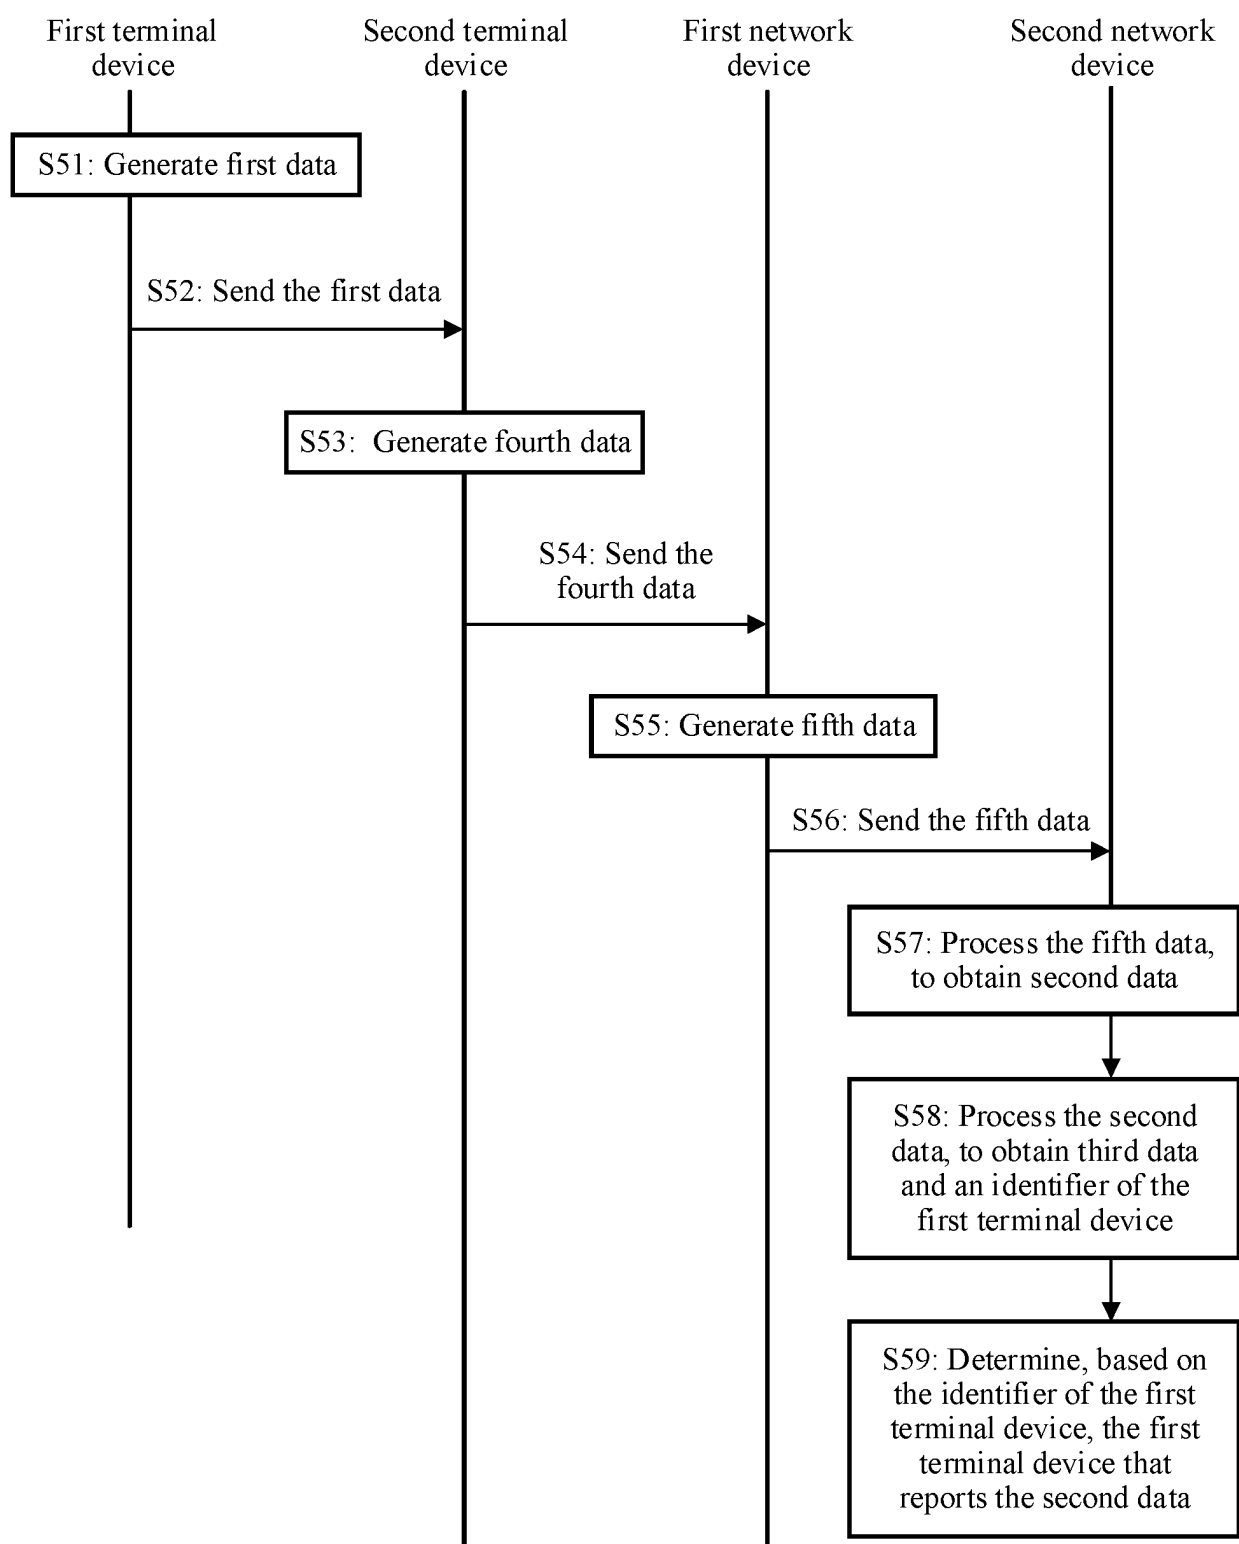 First terminal
device
Second terminal
device
First network
device
Second network
device
S51: Generate first data
S52: Send the first data
S53:  Generate fourth data
S54: Send the
fourth data
S55: Generate fifth data
S56: Send the fifth data
S57: Process the fifth data,
to obtain second data
S58: Process the second
data, to obtain third data
and an identifier of the
first terminal device
S59: Determine, based on
the identifier of the first
terminal device, the first
terminal device that
reports the second data